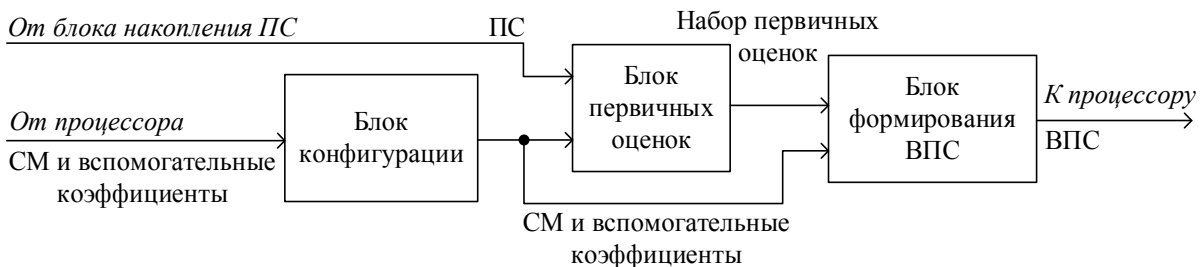 От блока накопления ПС
ПС
Набор первичных
оценок
От процессора
СМ и вспомогательные
коэффициенты
Блок
конфигурации
Блок
первичных
оценок
Блок
формирования
ВПС
К процессору
ВПС
СМ и вспомогательные
коэффициенты